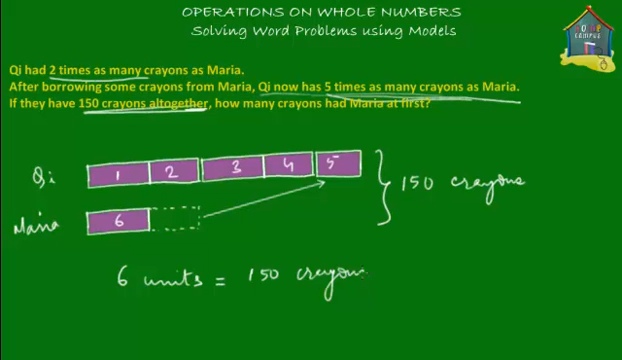 OPERATIONS ON WHOLE NUMBERS
Solving Word Problems using Models
HOME
CAMPUS
Qi had 2 times as many crayons as Maria.
After borrowing some crayons from Maria, Qi now has 5 times as many crayons as Maria.
If they have 150 crayons altogether, how many crayons had Maria at first?
Qi 1 2 3 4 5
150 crayons
Maria 6
6 units = 150 crayon